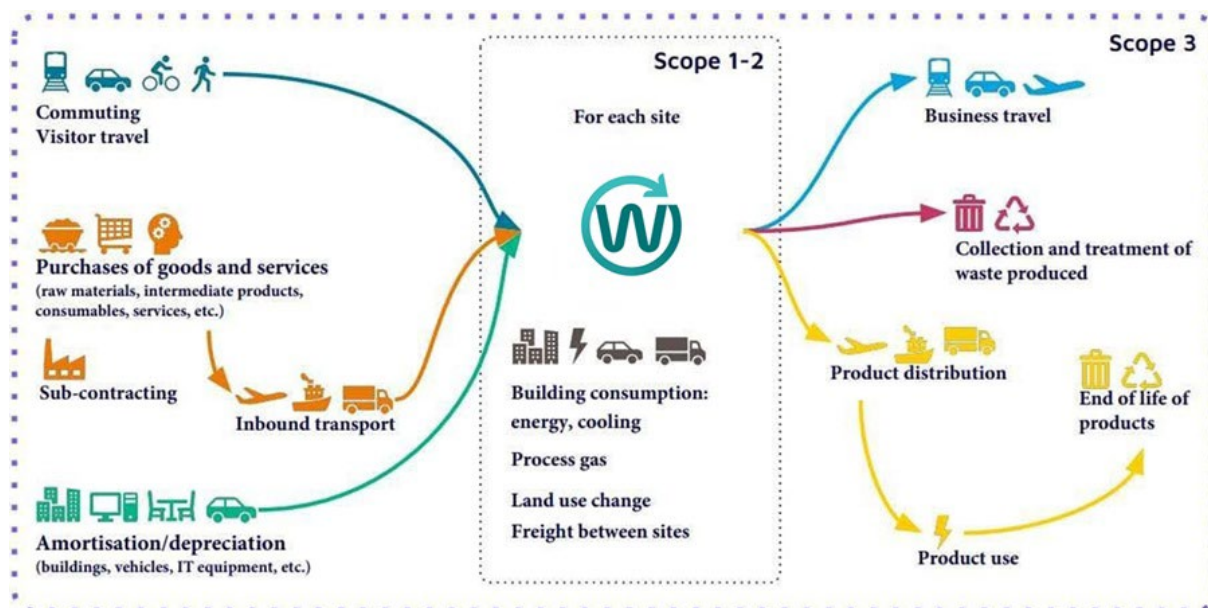 Commuting
Visitor travel
Purchases of goods and services
(raw materials, intermediate products,
consumables, services, etc.)
Sub-contracting
Inbound transport
Amortisation/depreciation
(buildings, vehicles, IT equipment, etc.)
Scope 1-2
For each site
W
Building consumption:
energy, cooling
Process gas
Land use change
Freight between sites
Scope 3
Business travel
Collection and treatment of
waste produced
Product distribution
End of life of
products
Product use